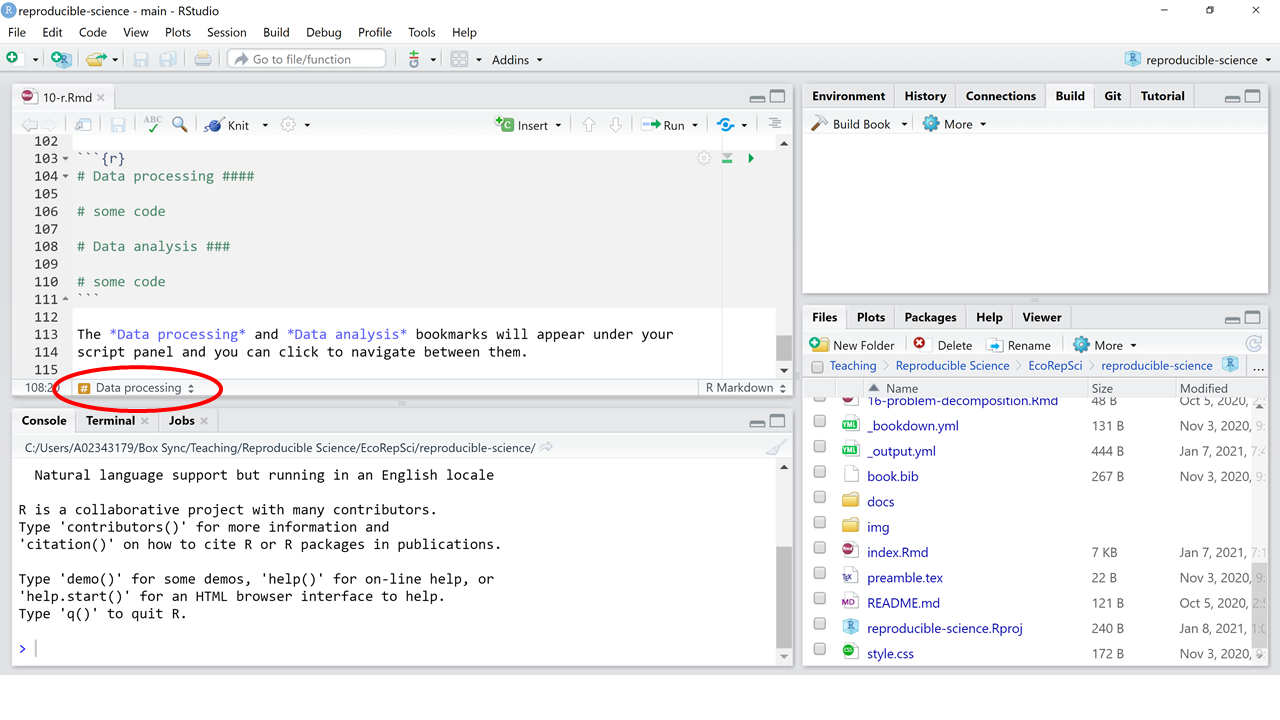 reproducible-science - main - RStudio
File Edit Code View Plots Session Build Debug Profile Tools Help
Go to file/function Addins reproducible-science
10-r.Rmd
ABC Knit Insert Run
102
103 ```{r}
104 # Data processing ####
105
106 # some code
107
108 # Data analysis ###
109
110 # some code
111 ```
112
113 The *Data processing* and *Data analysis* bookmarks will appear under your
114 script panel and you can click to navigate between them.
115
# Data processing R Markdown
Console Terminal Jobs
C:/Users/A02343179/Box Sync/Teaching/Reproducible Science/EcoRepSci/reproducible-science/
Natural language support but running in an English locale
R is a collaborative project with many contributors.
Type 'contributors()' for more information and
'citation()' on how to cite R or R packages in publications.
Type 'demo()' for some demos, 'help()' for on-line help, or
'help.start()' for an HTML browser interface to help.
Type 'q()' to quit R.
>
Environment History Connections Build Git Tutorial
Build Book More
Files Plots Packages Help Viewer
New Folder Delete Rename More
Teaching Reproducible Science EcoRepSci reproducible-science ...
Name Size Modified
16-problem-decomposition.Rmd 48 B Oct 5, 2020,
_bookdown.yml 131 B Nov 3, 2020,
_output.yml 444 B Jan 7, 2021,
book.bib 267 B Nov 3, 2020,
docs
img
index.Rmd 7 KB Jan 7, 2021,
preamble.tex 22 B Nov 3, 2020,
README.md 121 B Oct 5, 2020,
reproducible-science.Rproj 240 B Jan 8, 2021,
style.css 172 B Nov 3, 2020,